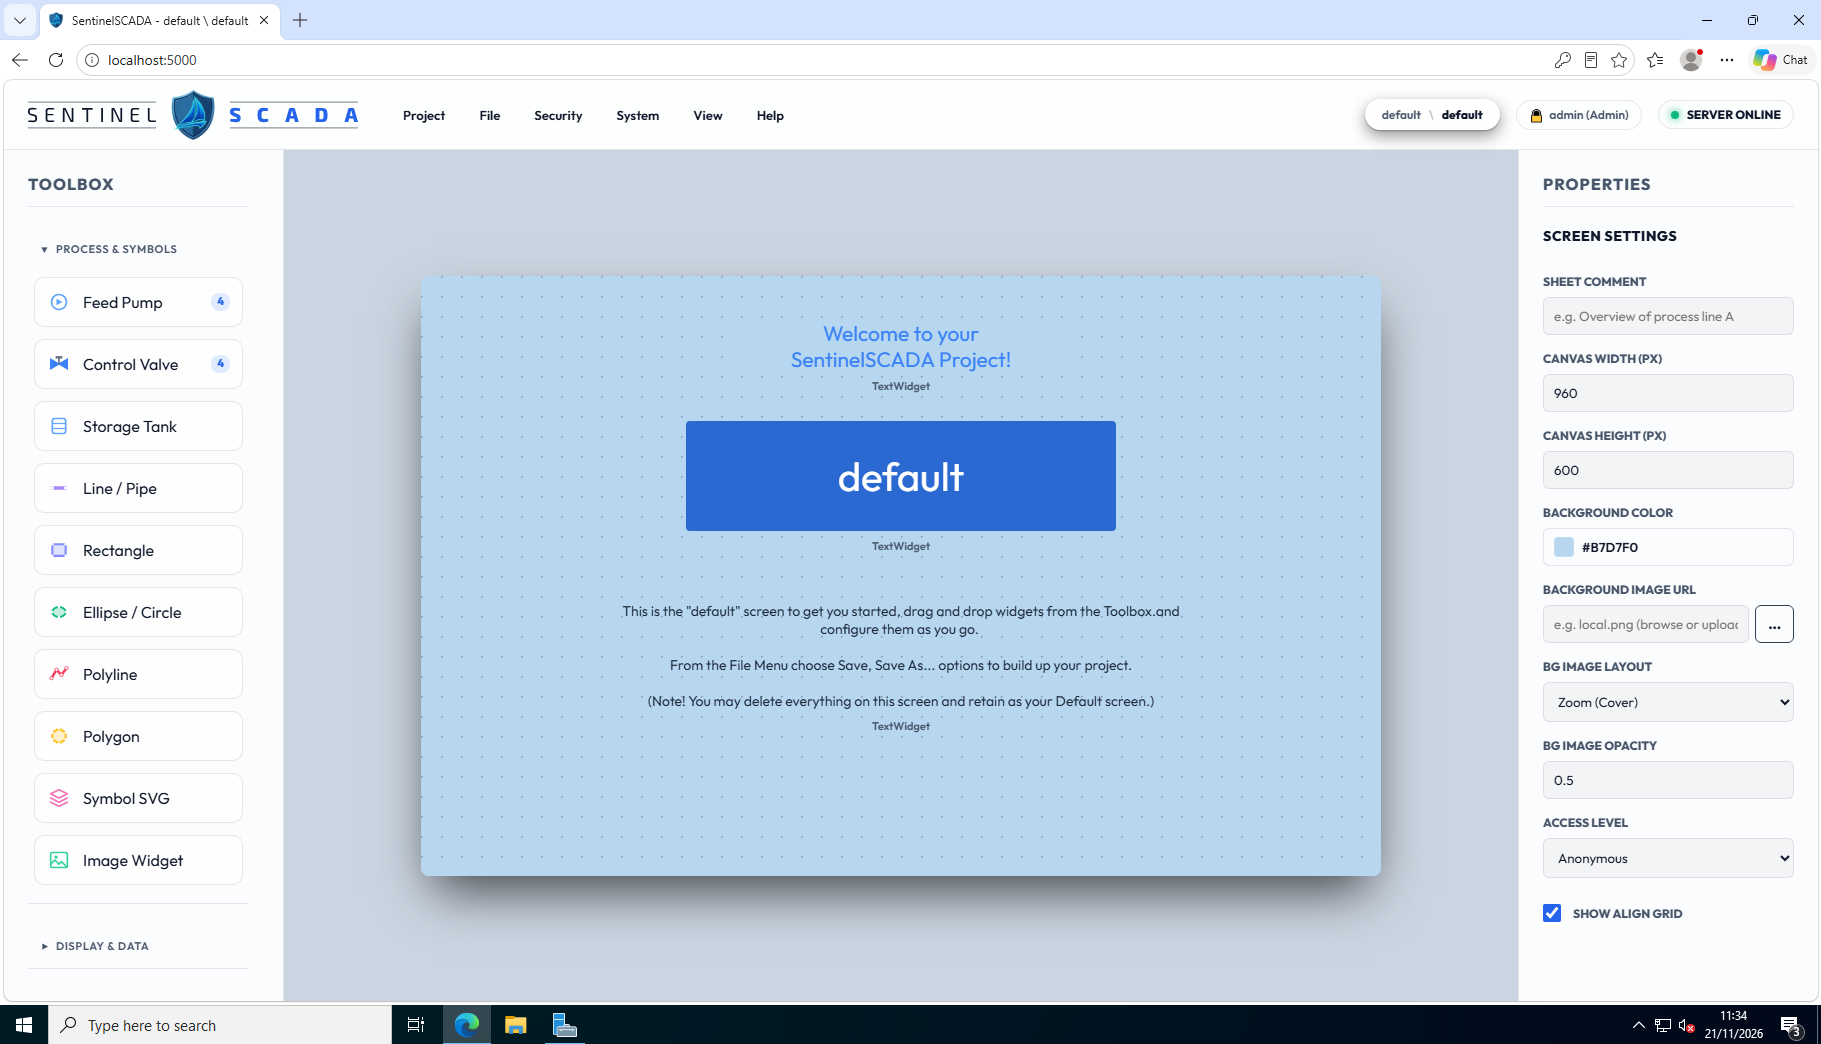 SentinelSCADA - default \ default
localhost:5000
Chat
SENTINEL SCADA
Project File Security System View Help
default \ default
admin (Admin)
SERVER ONLINE
TOOLBOX
PROCESS & SYMBOLS
Feed Pump 4
Control Valve 4
Storage Tank
Line / Pipe
Rectangle
Ellipse / Circle
Polyline
Polygon
Symbol SVG
Image Widget
DISPLAY & DATA
Welcome to your
SentinelSCADA Project!
TextWidget
default
TextWidget
This is the "default" screen to get you started, drag and drop widgets from the Toolbox and
configure them as you go.
From the File Menu choose Save, Save As... options to build up your project.
(Note! You may delete everything on this screen and retain as your Default screen.)
TextWidget
PROPERTIES
SCREEN SETTINGS
SHEET COMMENT
e.g. Overview of process line A
CANVAS WIDTH (PX)
960
CANVAS HEIGHT (PX)
600
BACKGROUND COLOR
#B7D7F0
BACKGROUND IMAGE URL
e.g. local.png (browse or upload
...
BG IMAGE LAYOUT
Zoom (Cover)
BG IMAGE OPACITY
0.5
ACCESS LEVEL
Anonymous
SHOW ALIGN GRID
Type here to search
11:34
21/11/2026
3